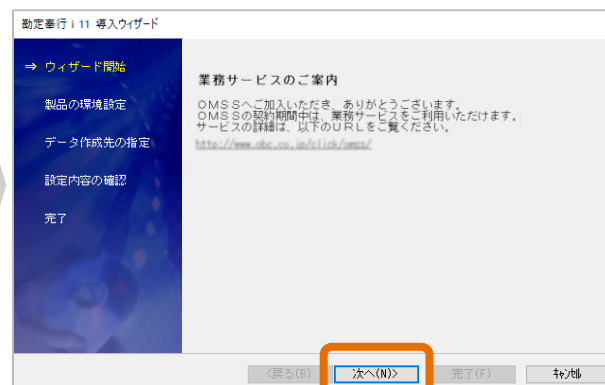 勘定奉行 i 11 導入ウィザード
⇒ ウィザード開始
製品の環境設定
データ作成先の指定
設定内容の確認
完了
業務サービスのご案内
OMSSへご加入いただき、ありがとうございます。
OMSSの契約期間中は、業務サービスをご利用いただけます。
サービスの詳細は、以下のURLをご覧ください。
http://www.obc.co.jp/click/omss/
<戻る(B)
次へ(N)>
完了(F)
キャンセル